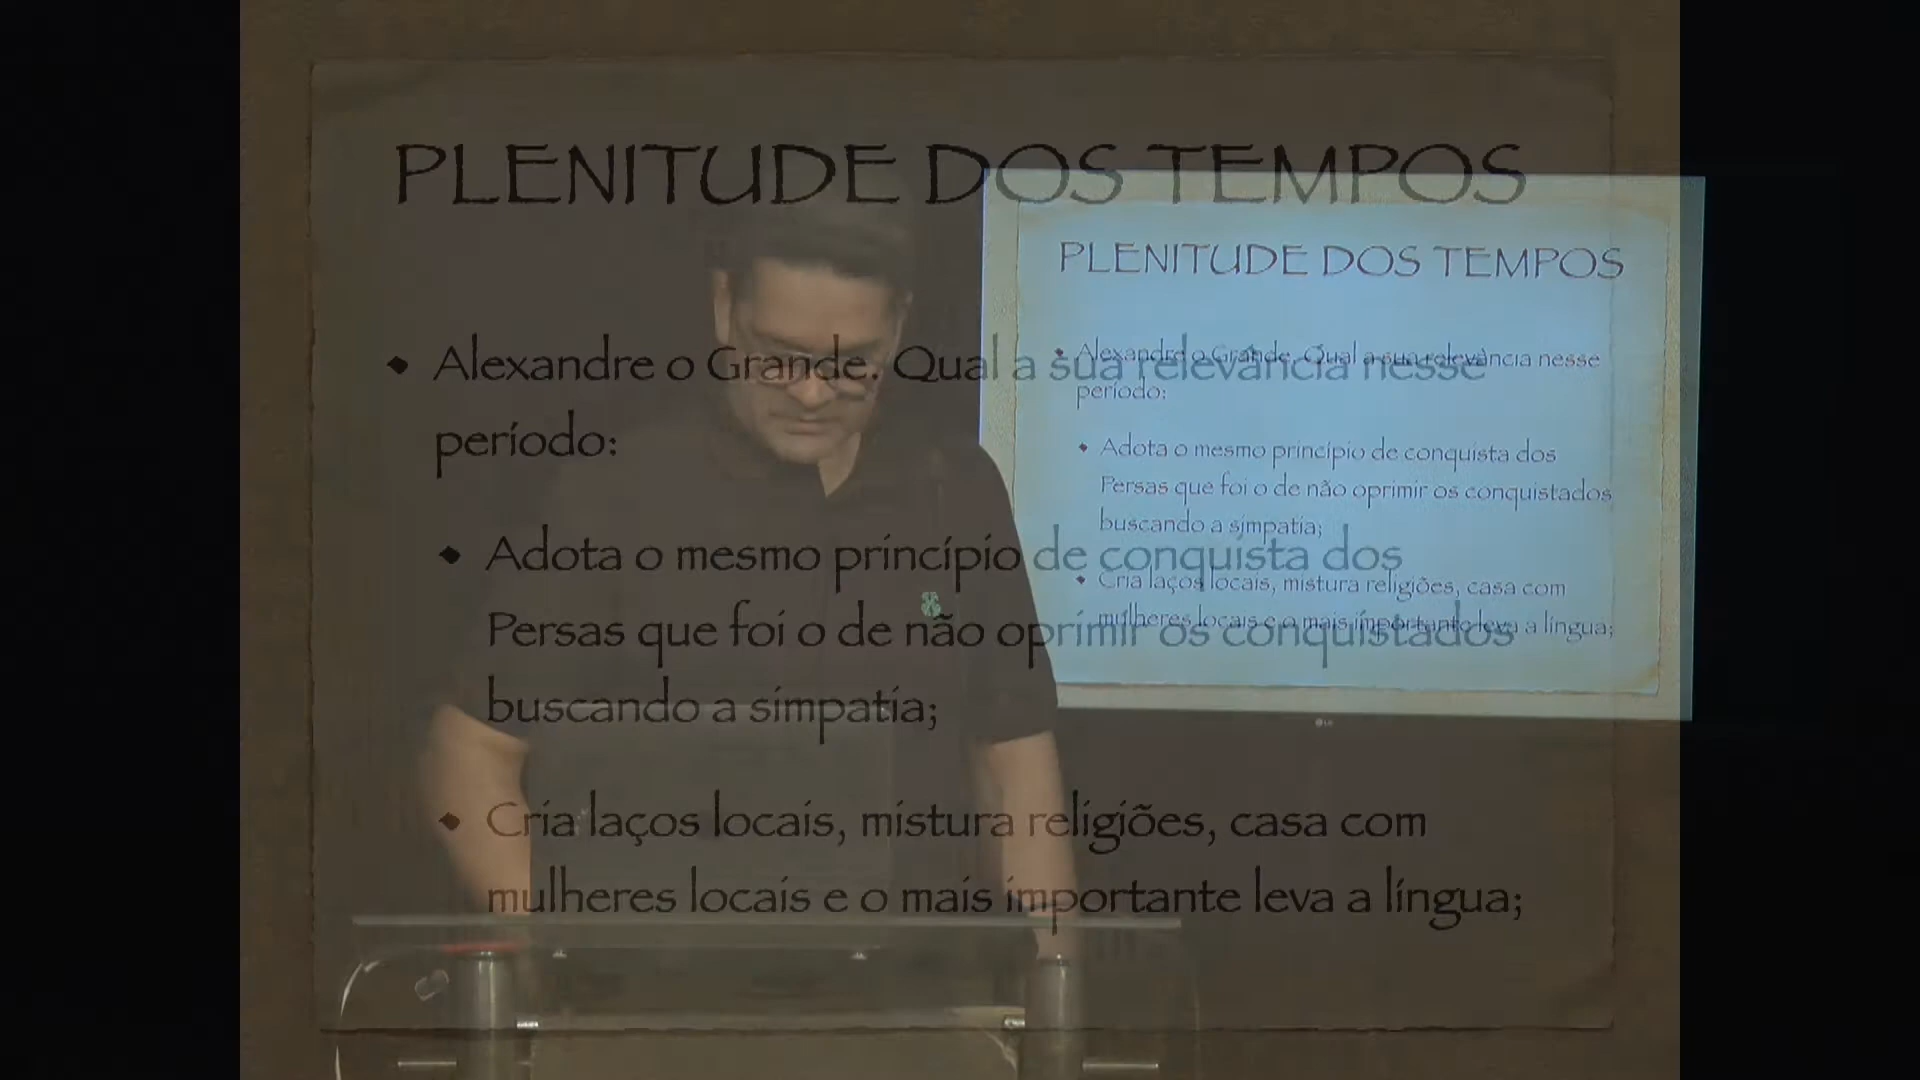 PLENITUDE DOS TEMPOS
• Alexandre o Grande. Qual a sua relevância nesse
período:
• Adota o mesmo princípio de conquista dos
Persas que foi o de não oprimir os conquistados
buscando a simpatia;
• Cria laços locais, mistura religiões, casa com
mulheres locais e o mais importante leva a língua;
PLENITUDE DOS TEMPOS
• Alexandre o Grande. Qual a sua relevância nesse
período:
• Adota o mesmo princípio de conquista dos
Persas que foi o de não oprimir os conquistados
buscando a simpatia;
• Cria laços locais, mistura religiões, casa com
mulheres locais e o mais importante leva a língua;
LG